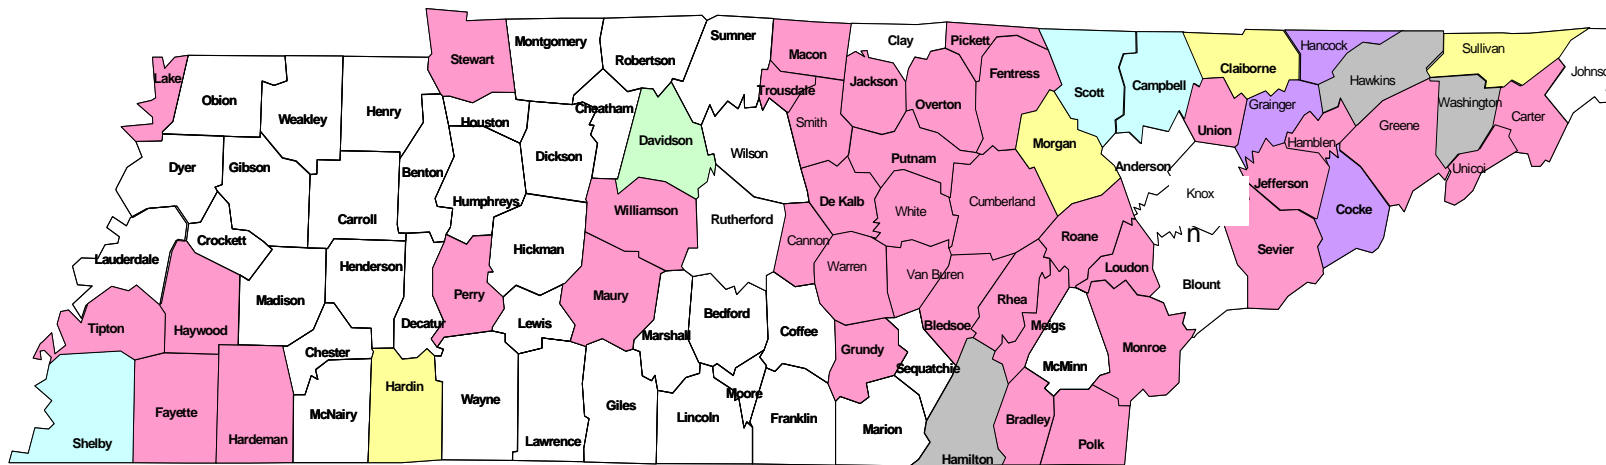 Lake
Obion
Weakley
Henry
Stewart
Montgomery
Robertson
Sumner
Macon
Trousdale
Clay
Pickett
Jackson
Overton
Fentress
Scott
Campbell
Claiborne
Hancock
Hawkins
Sullivan
Johns
Washington
Carter
Unicoi
Greene
Hamblen
Grainger
Union
Anderson
Morgan
Knox
n
Jefferson
Cocke
Sevier
Blount
Loudon
Roane
Cumberland
Putnam
Smith
Wilson
Davidson
Cheatham
Dickson
Houston
Humphreys
Benton
Carroll
Gibson
Dyer
Crockett
Lauderdale
Tipton
Haywood
Madison
Henderson
Decatur
Perry
Hickman
Williamson
Rutherford
Cannon
De Kalb
White
Warren
Van Buren
Bledsoe
Rhea
Meigs
McMinn
Monroe
Polk
Bradley
Hamilton
Sequatchie
Grundy
Marion
Coffee
Franklin
Moore
Bedford
Marshall
Lincoln
Maury
Giles
Lewis
Lawrence
Wayne
Hardin
Chester
McNairy
Hardeman
Fayette
Shelby